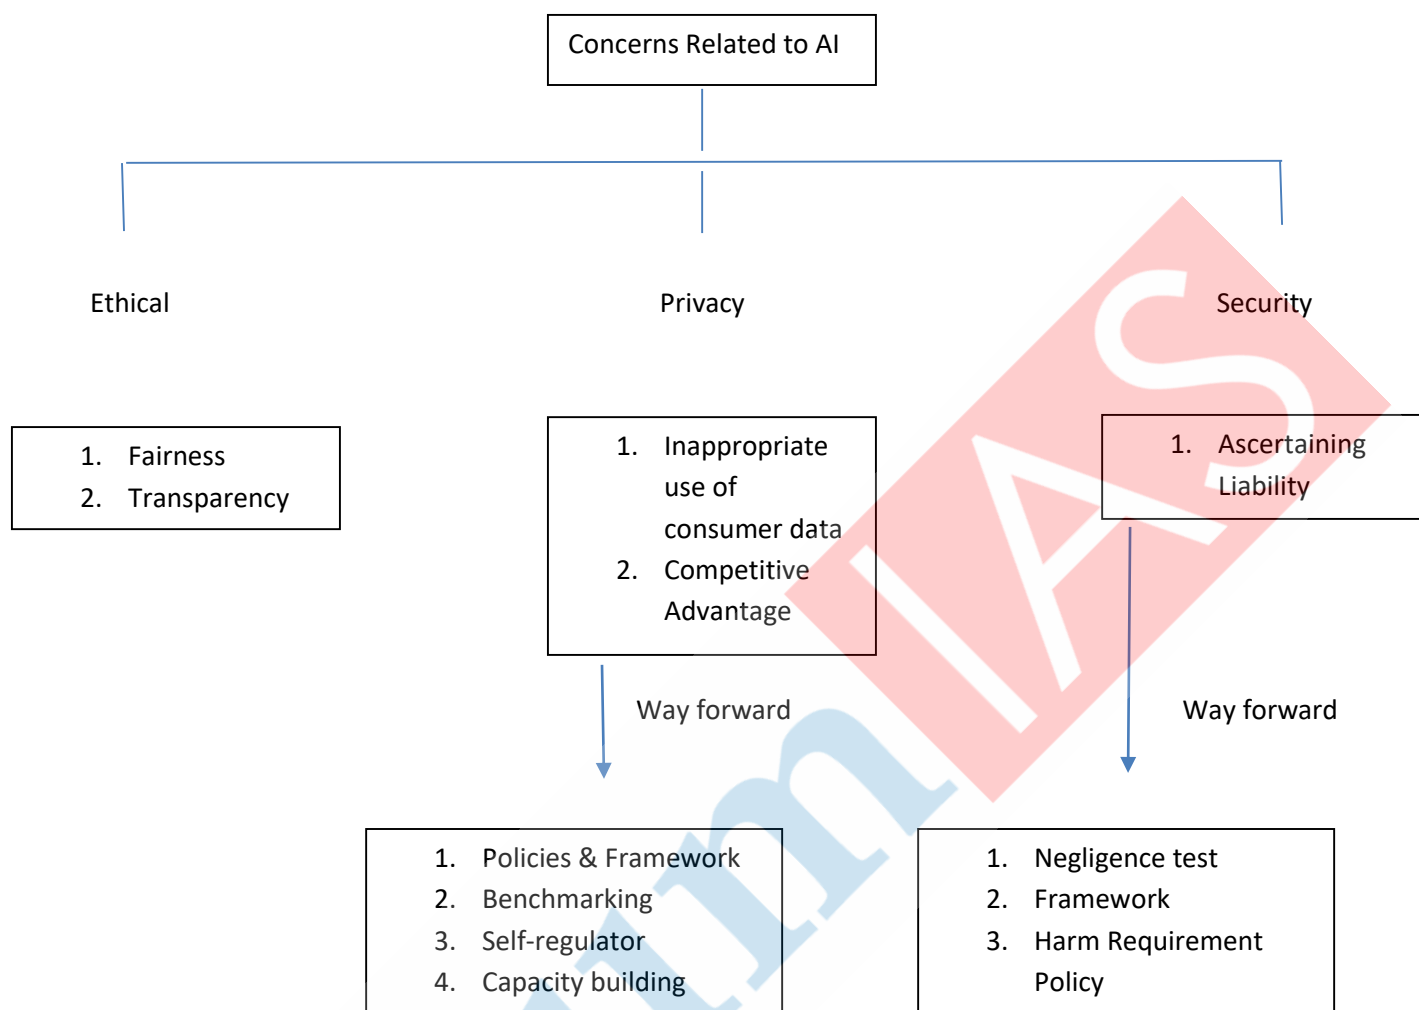 Concerns Related to AI
Ethical
Privacy
Security
1. Fairness
2. Transparency
1. Inappropriate
use of
consumer data
2. Competitive
Advantage
1. Ascertaining
Liability
Way forward
Way forward
1. Policies & Framework
2. Benchmarking
3. Self-regulator
4. Capacity building
1. Negligence test
2. Framework
3. Harm Requirement
Policy
um IAS